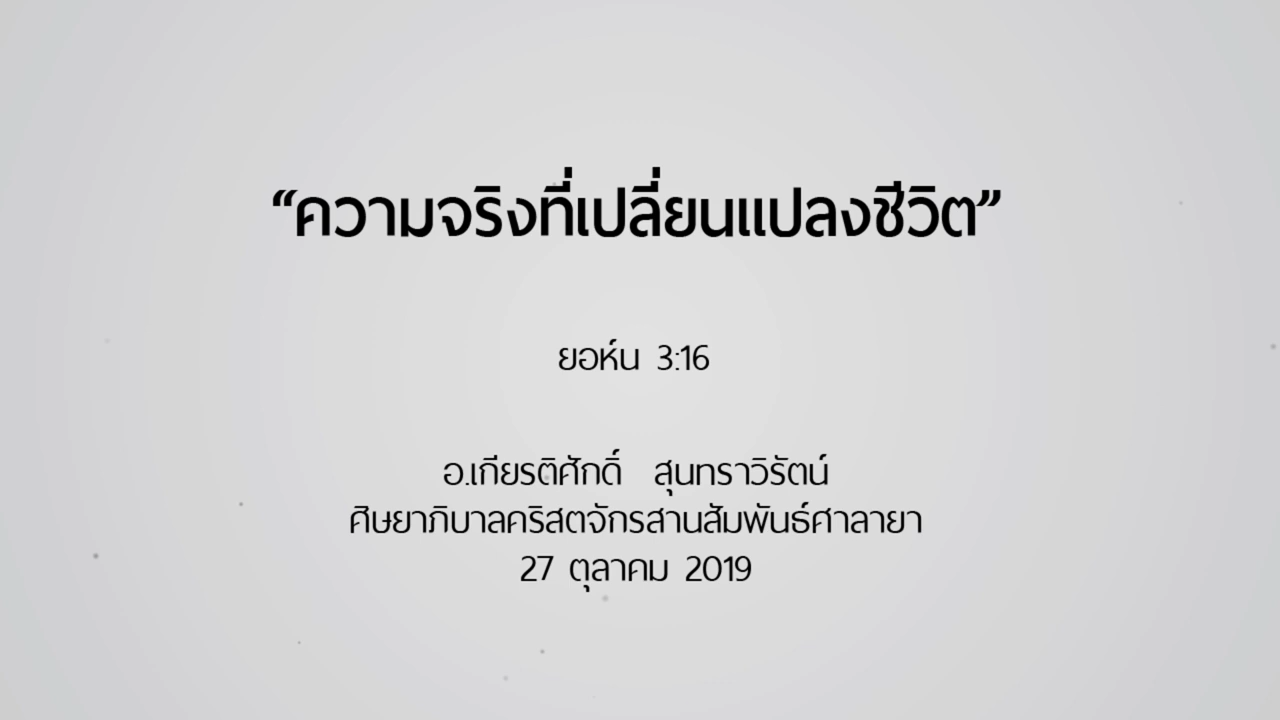 “ความจริงที่เปลี่ยนแปลงชีวิต”
ยอห์น 3:16
อ.เกียรติศักดิ์ สุนทราวิรัตน์
ศิษยาภิบาลคริสตจักรสานสัมพันธ์ศาลายา
27 ตุลาคม 2019